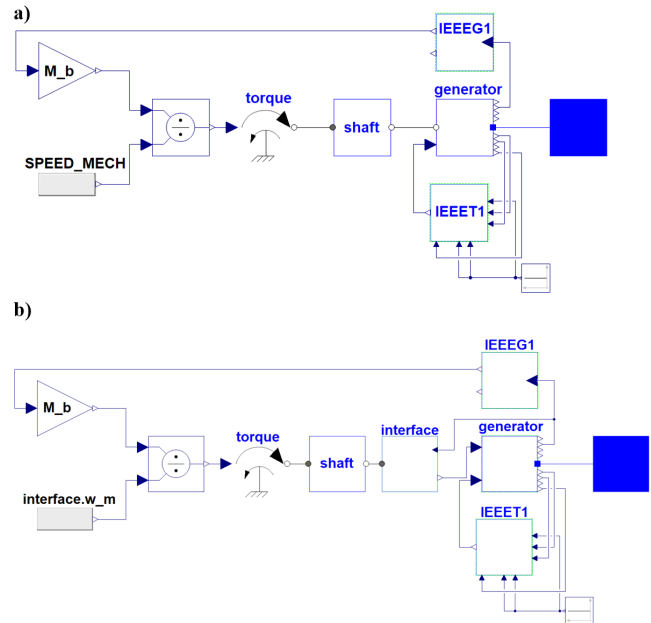 a)
IEEEG1
M_b
torque
generator
shaft
SPEED_MECH
IEEET1
b)
IEEEG1
M_b
torque
interface
generator
shaft
interface.w_m
IEEET1